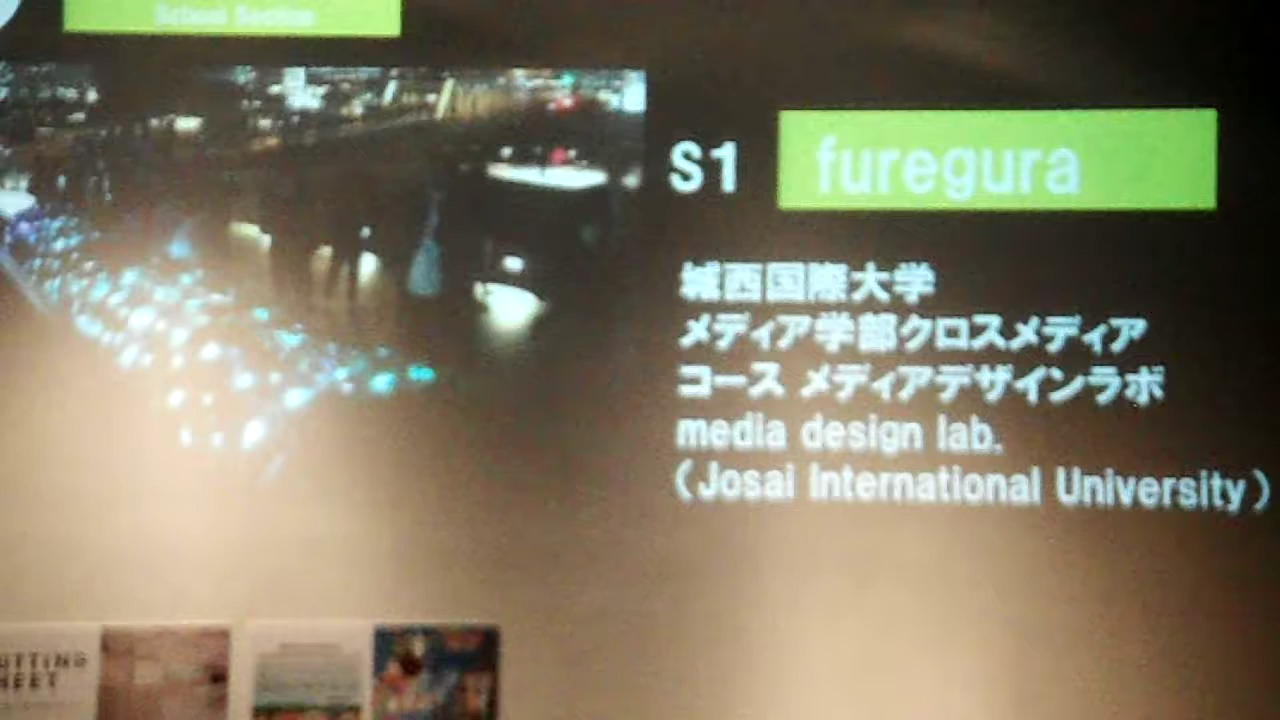 School Section
S1 furegura
城西国際大学
メディア学部クロスメディア
コース メディアデザインラボ
media design lab.
(Josai International University)